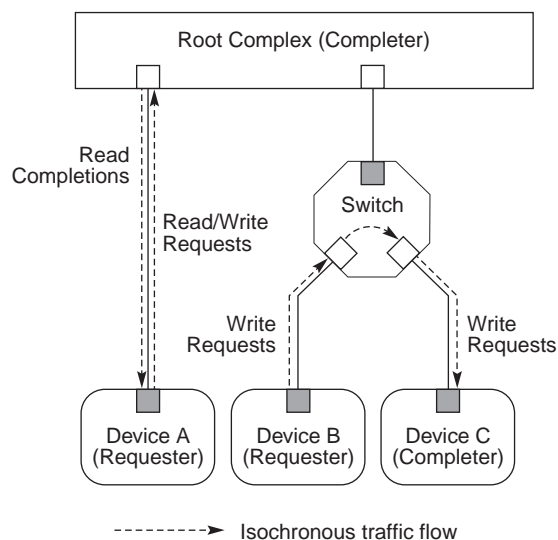 Root Complex (Completer)
Read
Completions
Read/Write
Requests
Switch
Write
Requests
Write
Requests
Device A
(Requester)
Device B
(Requester)
Device C
(Completer)
Isochronous traffic flow